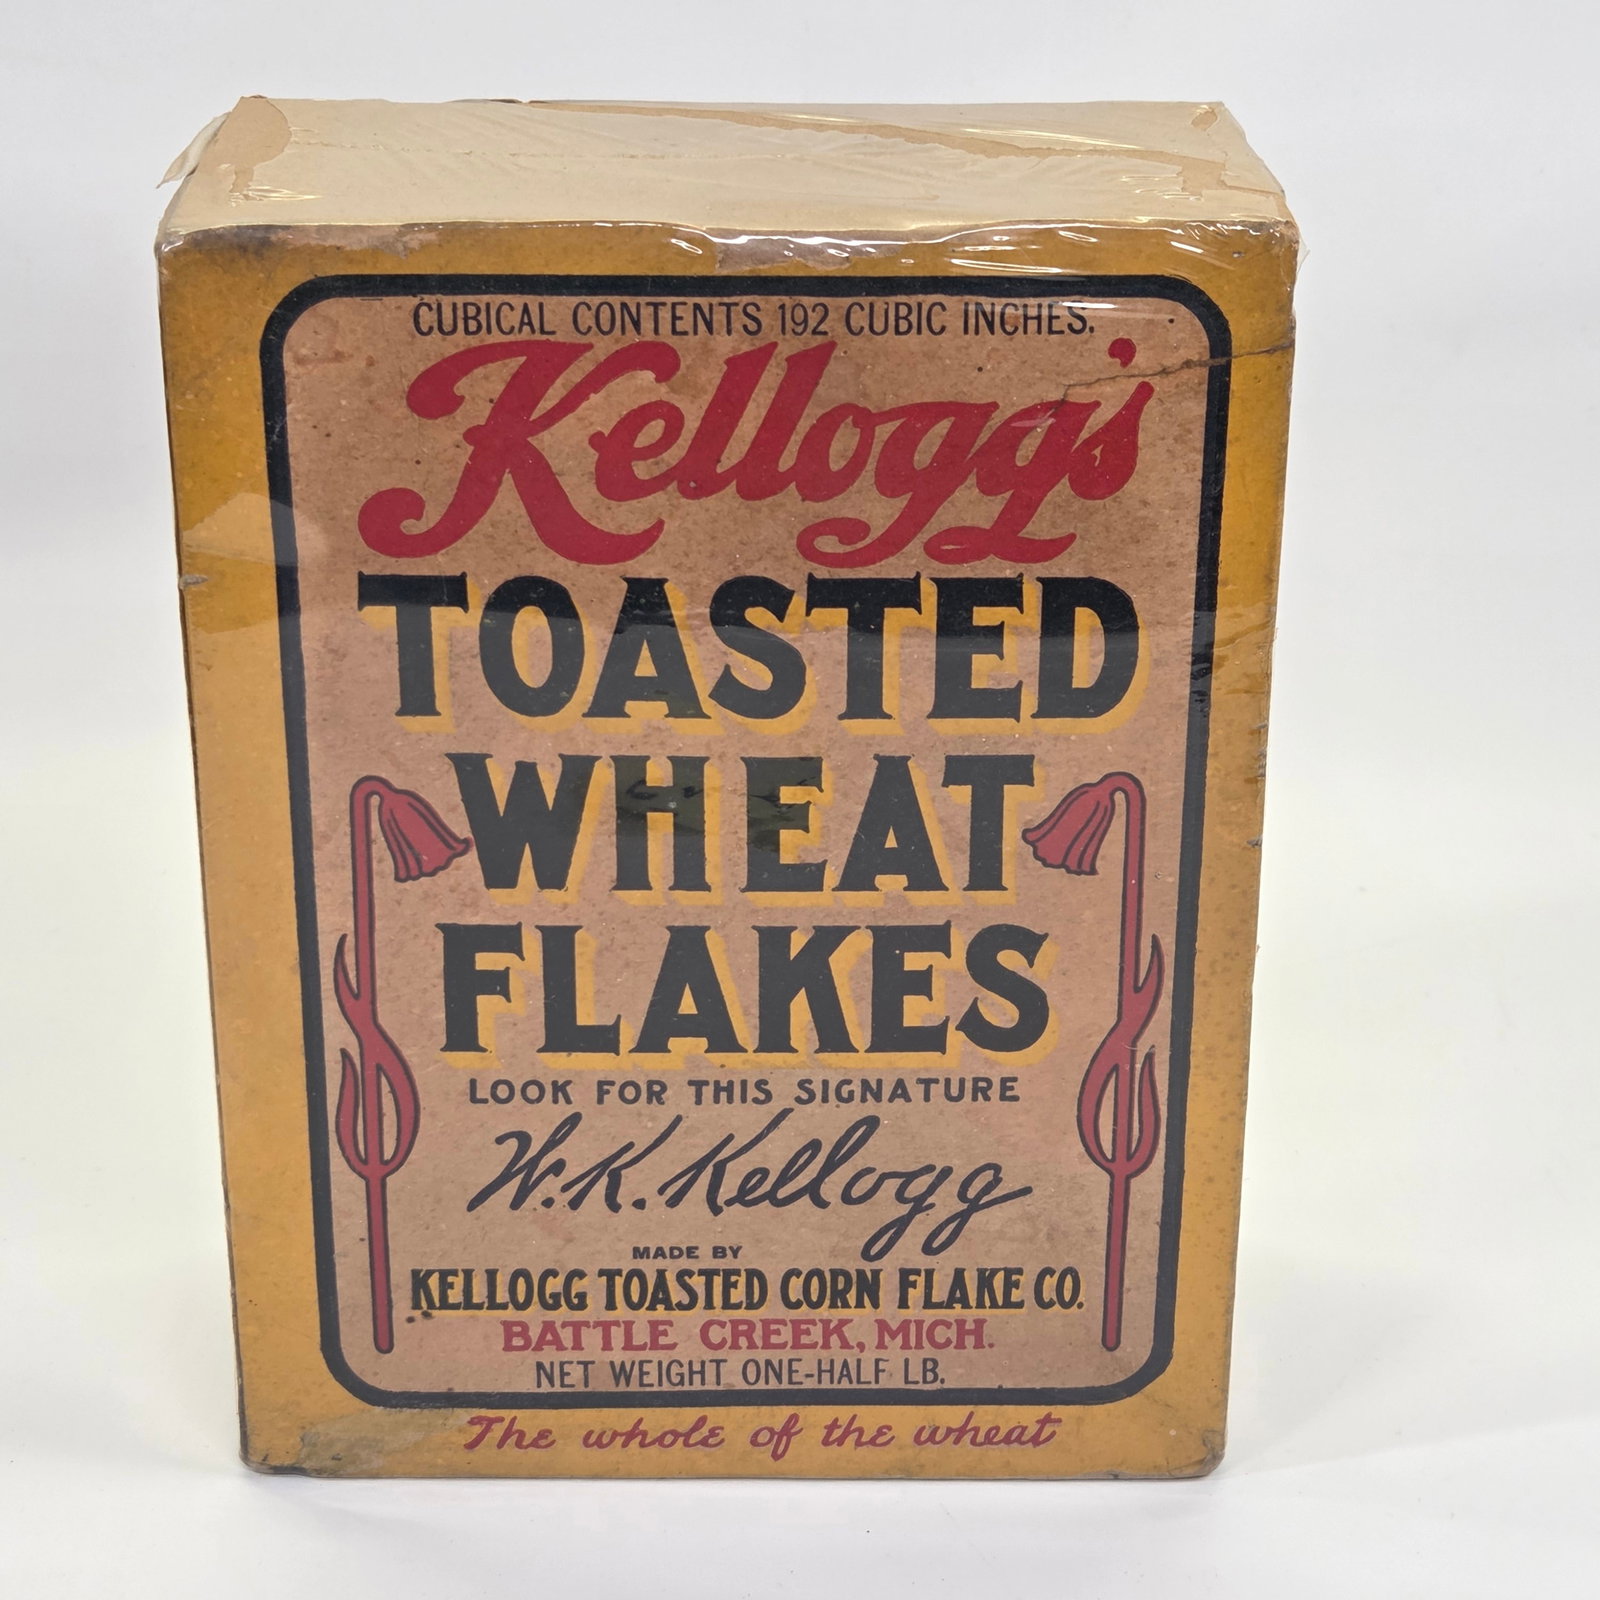 CUBICAL CONTENTS 192 CUBIC INCHES.
Kellogg's
TOASTED
WHEAT
FLAKES
LOOK FOR THIS SIGNATURE
W.K. Kellogg
MADE BY
KELLOGG TOASTED CORN FLAKE CO.
BATTLE CREEK, MICH.
NET WEIGHT ONE-HALF LB.
The whole of the wheat